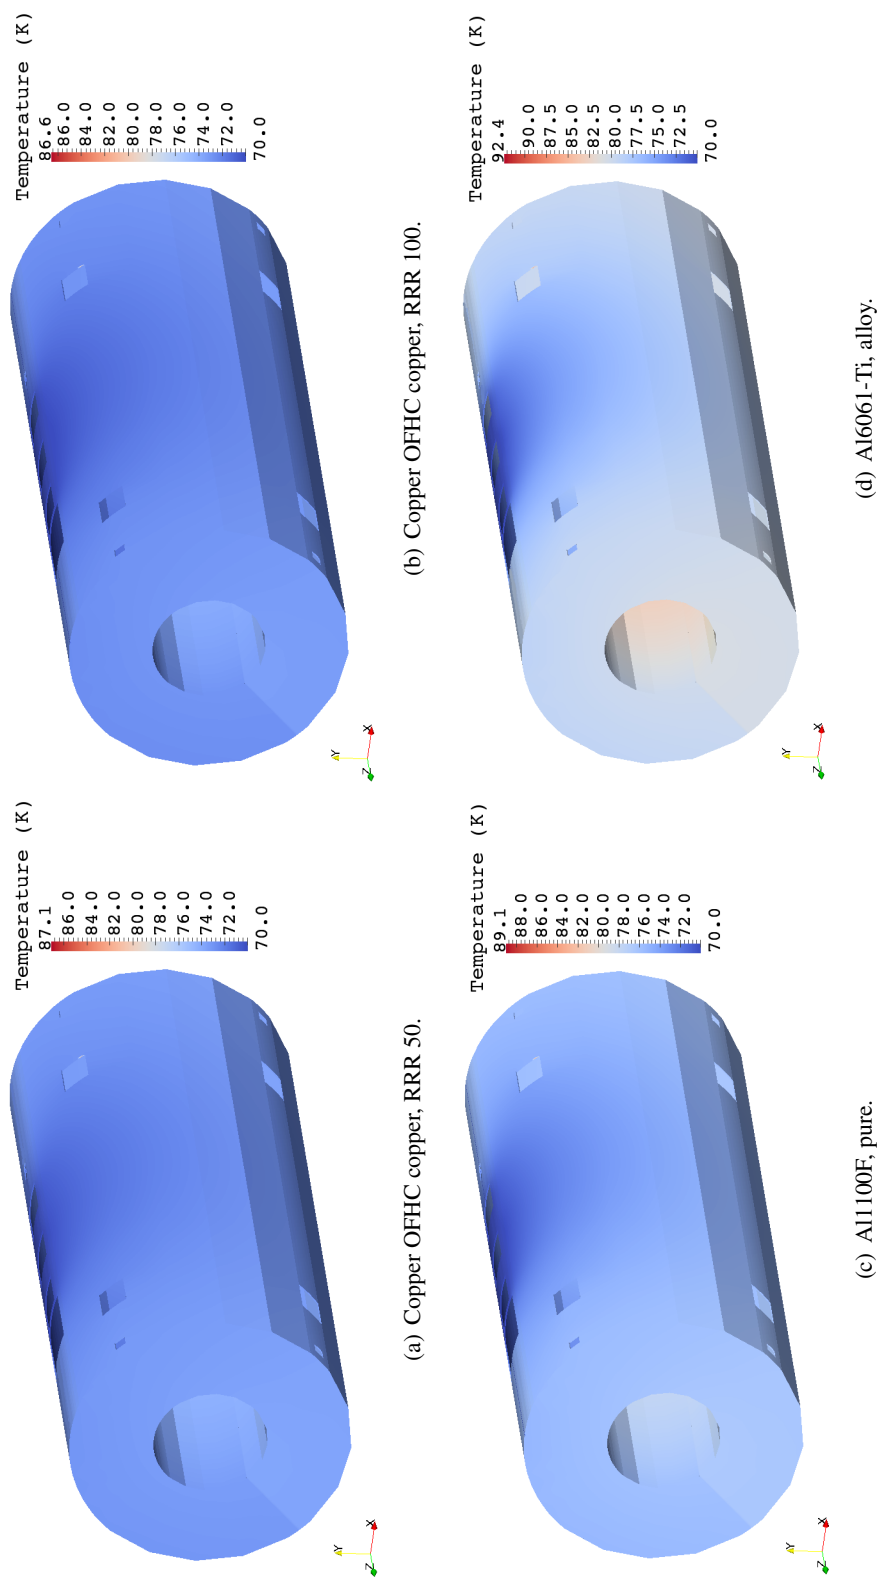 Temperature (K)
87.1
86.0
84.0
82.0
80.0
78.0
76.0
74.0
72.0
70.0
Y
Z
X
(a) Copper OFHC copper, RRR 50.
Temperature (K)
86.6
86.0
84.0
82.0
80.0
78.0
76.0
74.0
72.0
70.0
Y
Z
X
(b) Copper OFHC copper, RRR 100.
Temperature (K)
89.1
88.0
86.0
84.0
82.0
80.0
78.0
76.0
74.0
72.0
70.0
Y
Z
X
(c) Al1100F, pure.
Temperature (K)
92.4
90.0
87.5
85.0
82.5
80.0
77.5
75.0
72.5
70.0
Y
Z
X
(d) Al6061-Ti, alloy.